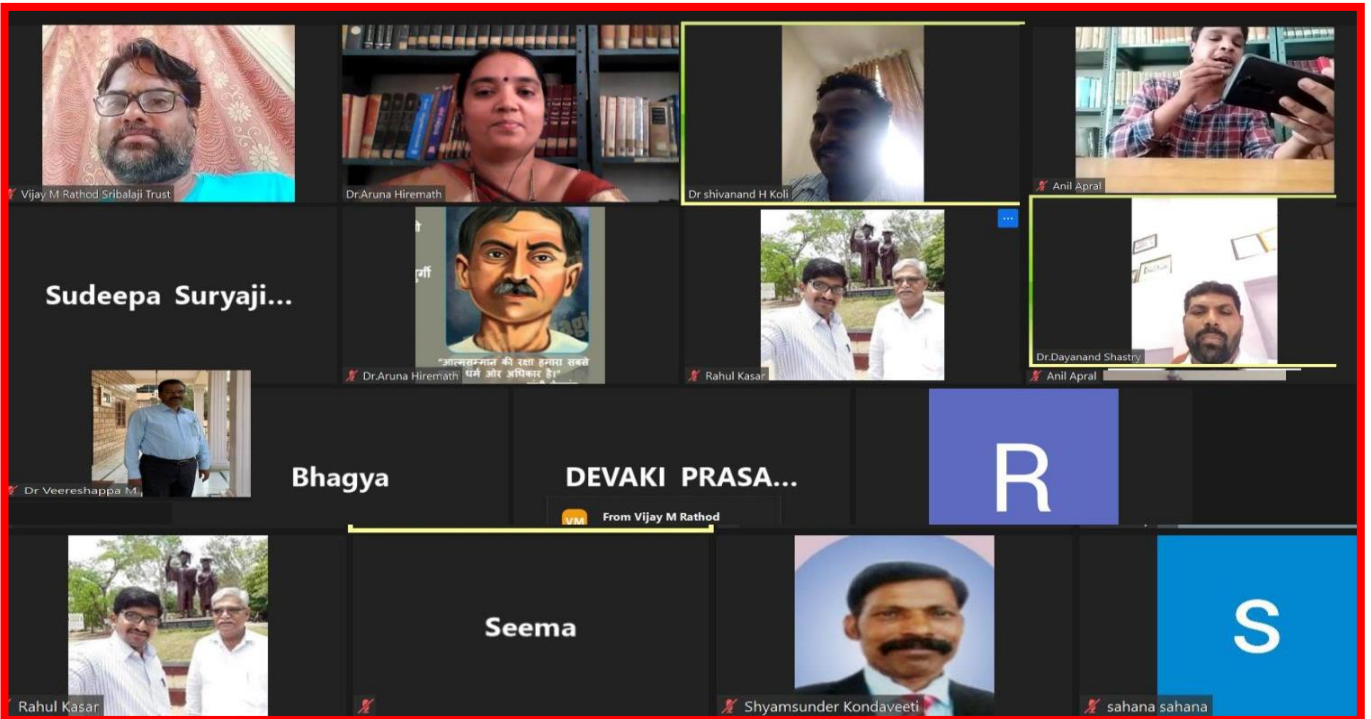 Vijay M Rathod Sribalaji Trust
Dr.Aruna Hiremath
Dr shivanand H Koli
Anil Apral
Sudeepa Suryaji...
"आत्मसम्मान की रक्षा हमारा सबसे
धर्म ओर अधिकार है।"
Dr.Aruna Hiremath
Rahul Kasar
Dr.Dayanand Shastry
Anil Apral
Dr Veereshappa M
Bhagya
DEVAKI PRASA...
VM
From Vijay M Rathod
R
Rahul Kasar
Seema
Shyamsunder Kondaveeti
S
sahana sahana